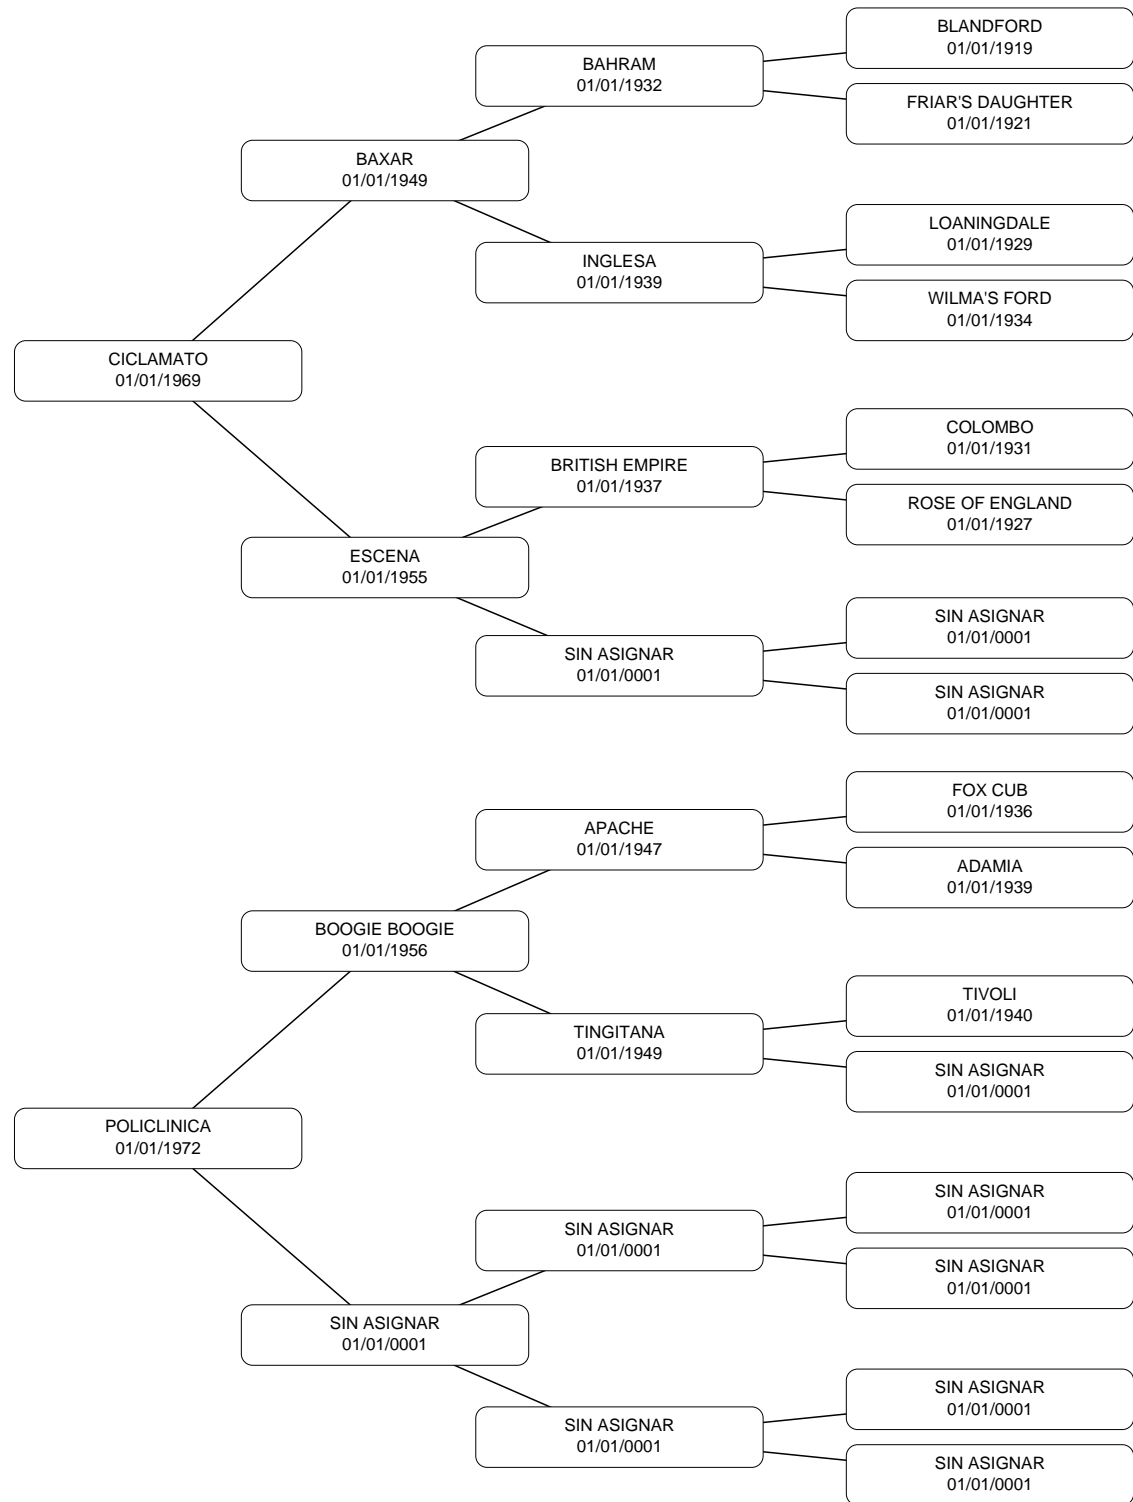 BLANDFORD
01/01/1919
BAHRAM
01/01/1932
FRIAR'S DAUGHTER
01/01/1921
BAXAR
01/01/1949
LOANINGDALE
01/01/1929
INGLESA
01/01/1939
WILMA'S FORD
01/01/1934
CICLAMATO
01/01/1969
COLOMBO
01/01/1931
BRITISH EMPIRE
01/01/1937
ROSE OF ENGLAND
01/01/1927
ESCENA
01/01/1955
SIN ASIGNAR
01/01/0001
SIN ASIGNAR
01/01/0001
SIN ASIGNAR
01/01/0001
FOX CUB
01/01/1936
APACHE
01/01/1947
ADAMIA
01/01/1939
BOOGIE BOOGIE
01/01/1956
TIVOLI
01/01/1940
TINGITANA
01/01/1949
SIN ASIGNAR
01/01/0001
POLICLINICA
01/01/1972
SIN ASIGNAR
01/01/0001
SIN ASIGNAR
01/01/0001
SIN ASIGNAR
01/01/0001
SIN ASIGNAR
01/01/0001
SIN ASIGNAR
01/01/0001
SIN ASIGNAR
01/01/0001
SIN ASIGNAR
01/01/0001